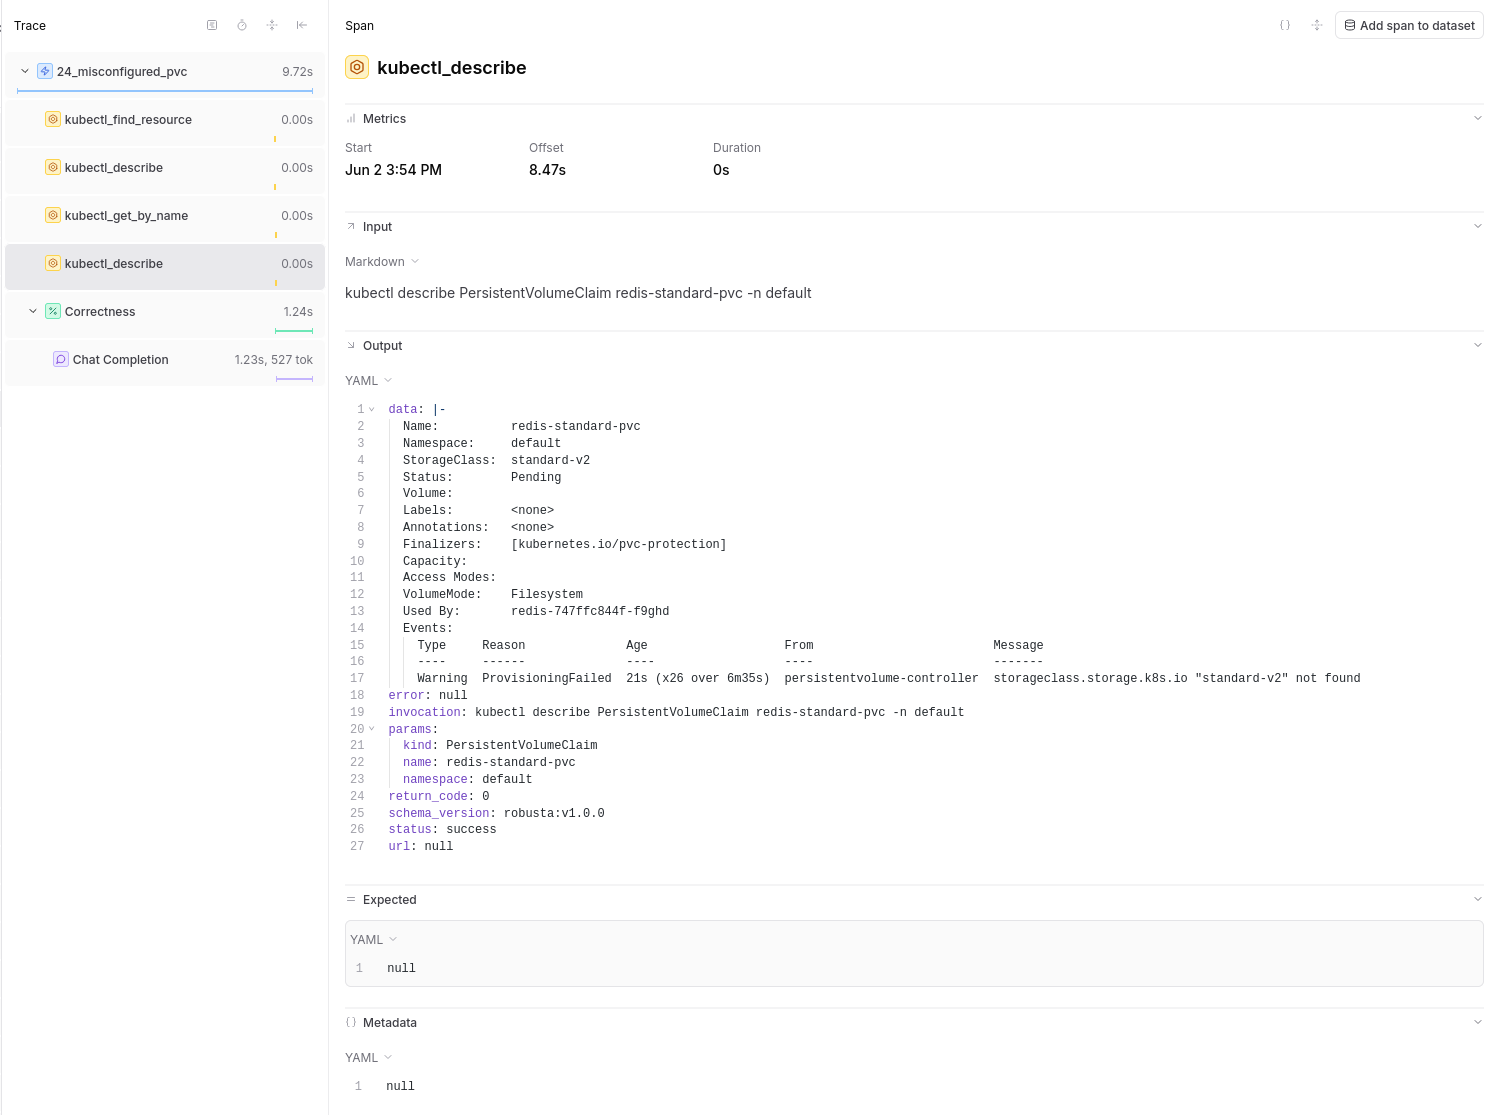 Trace
24_misconfigured_pvc 9.72s
kubectl_find_resource 0.00s
kubectl_describe 0.00s
kubectl_get_by_name 0.00s
kubectl_describe 0.00s
Correctness 1.24s
Chat Completion 1.23s, 527 tok
Span
Add span to dataset
kubectl_describe
Metrics
Start Offset Duration
Jun 2 3:54 PM 8.47s 0s
Input
Markdown
kubectl describe PersistentVolumeClaim redis-standard-pvc -n default
Output
YAML
1 data: |-
2 Name: redis-standard-pvc
3 Namespace: default
4 StorageClass: standard-v2
5 Status: Pending
6 Volume:
7 Labels: <none>
8 Annotations: <none>
9 Finalizers: [kubernetes.io/pvc-protection]
10 Capacity:
11 Access Modes:
12 VolumeMode: Filesystem
13 Used By: redis-747ffc844f-f9ghd
14 Events:
15 Type Reason Age From Message
16 ---- ------ ---- ---- -------
17 Warning ProvisioningFailed 21s (x26 over 6m35s) persistentvolume-controller storageclass.storage.k8s.io "standard-v2" not found
18 error: null
19 invocation: kubectl describe PersistentVolumeClaim redis-standard-pvc -n default
20 params:
21 kind: PersistentVolumeClaim
22 name: redis-standard-pvc
23 namespace: default
24 return_code: 0
25 schema_version: robusta:v1.0.0
26 status: success
27 url: null
Expected
YAML
1 null
Metadata
YAML
1 null